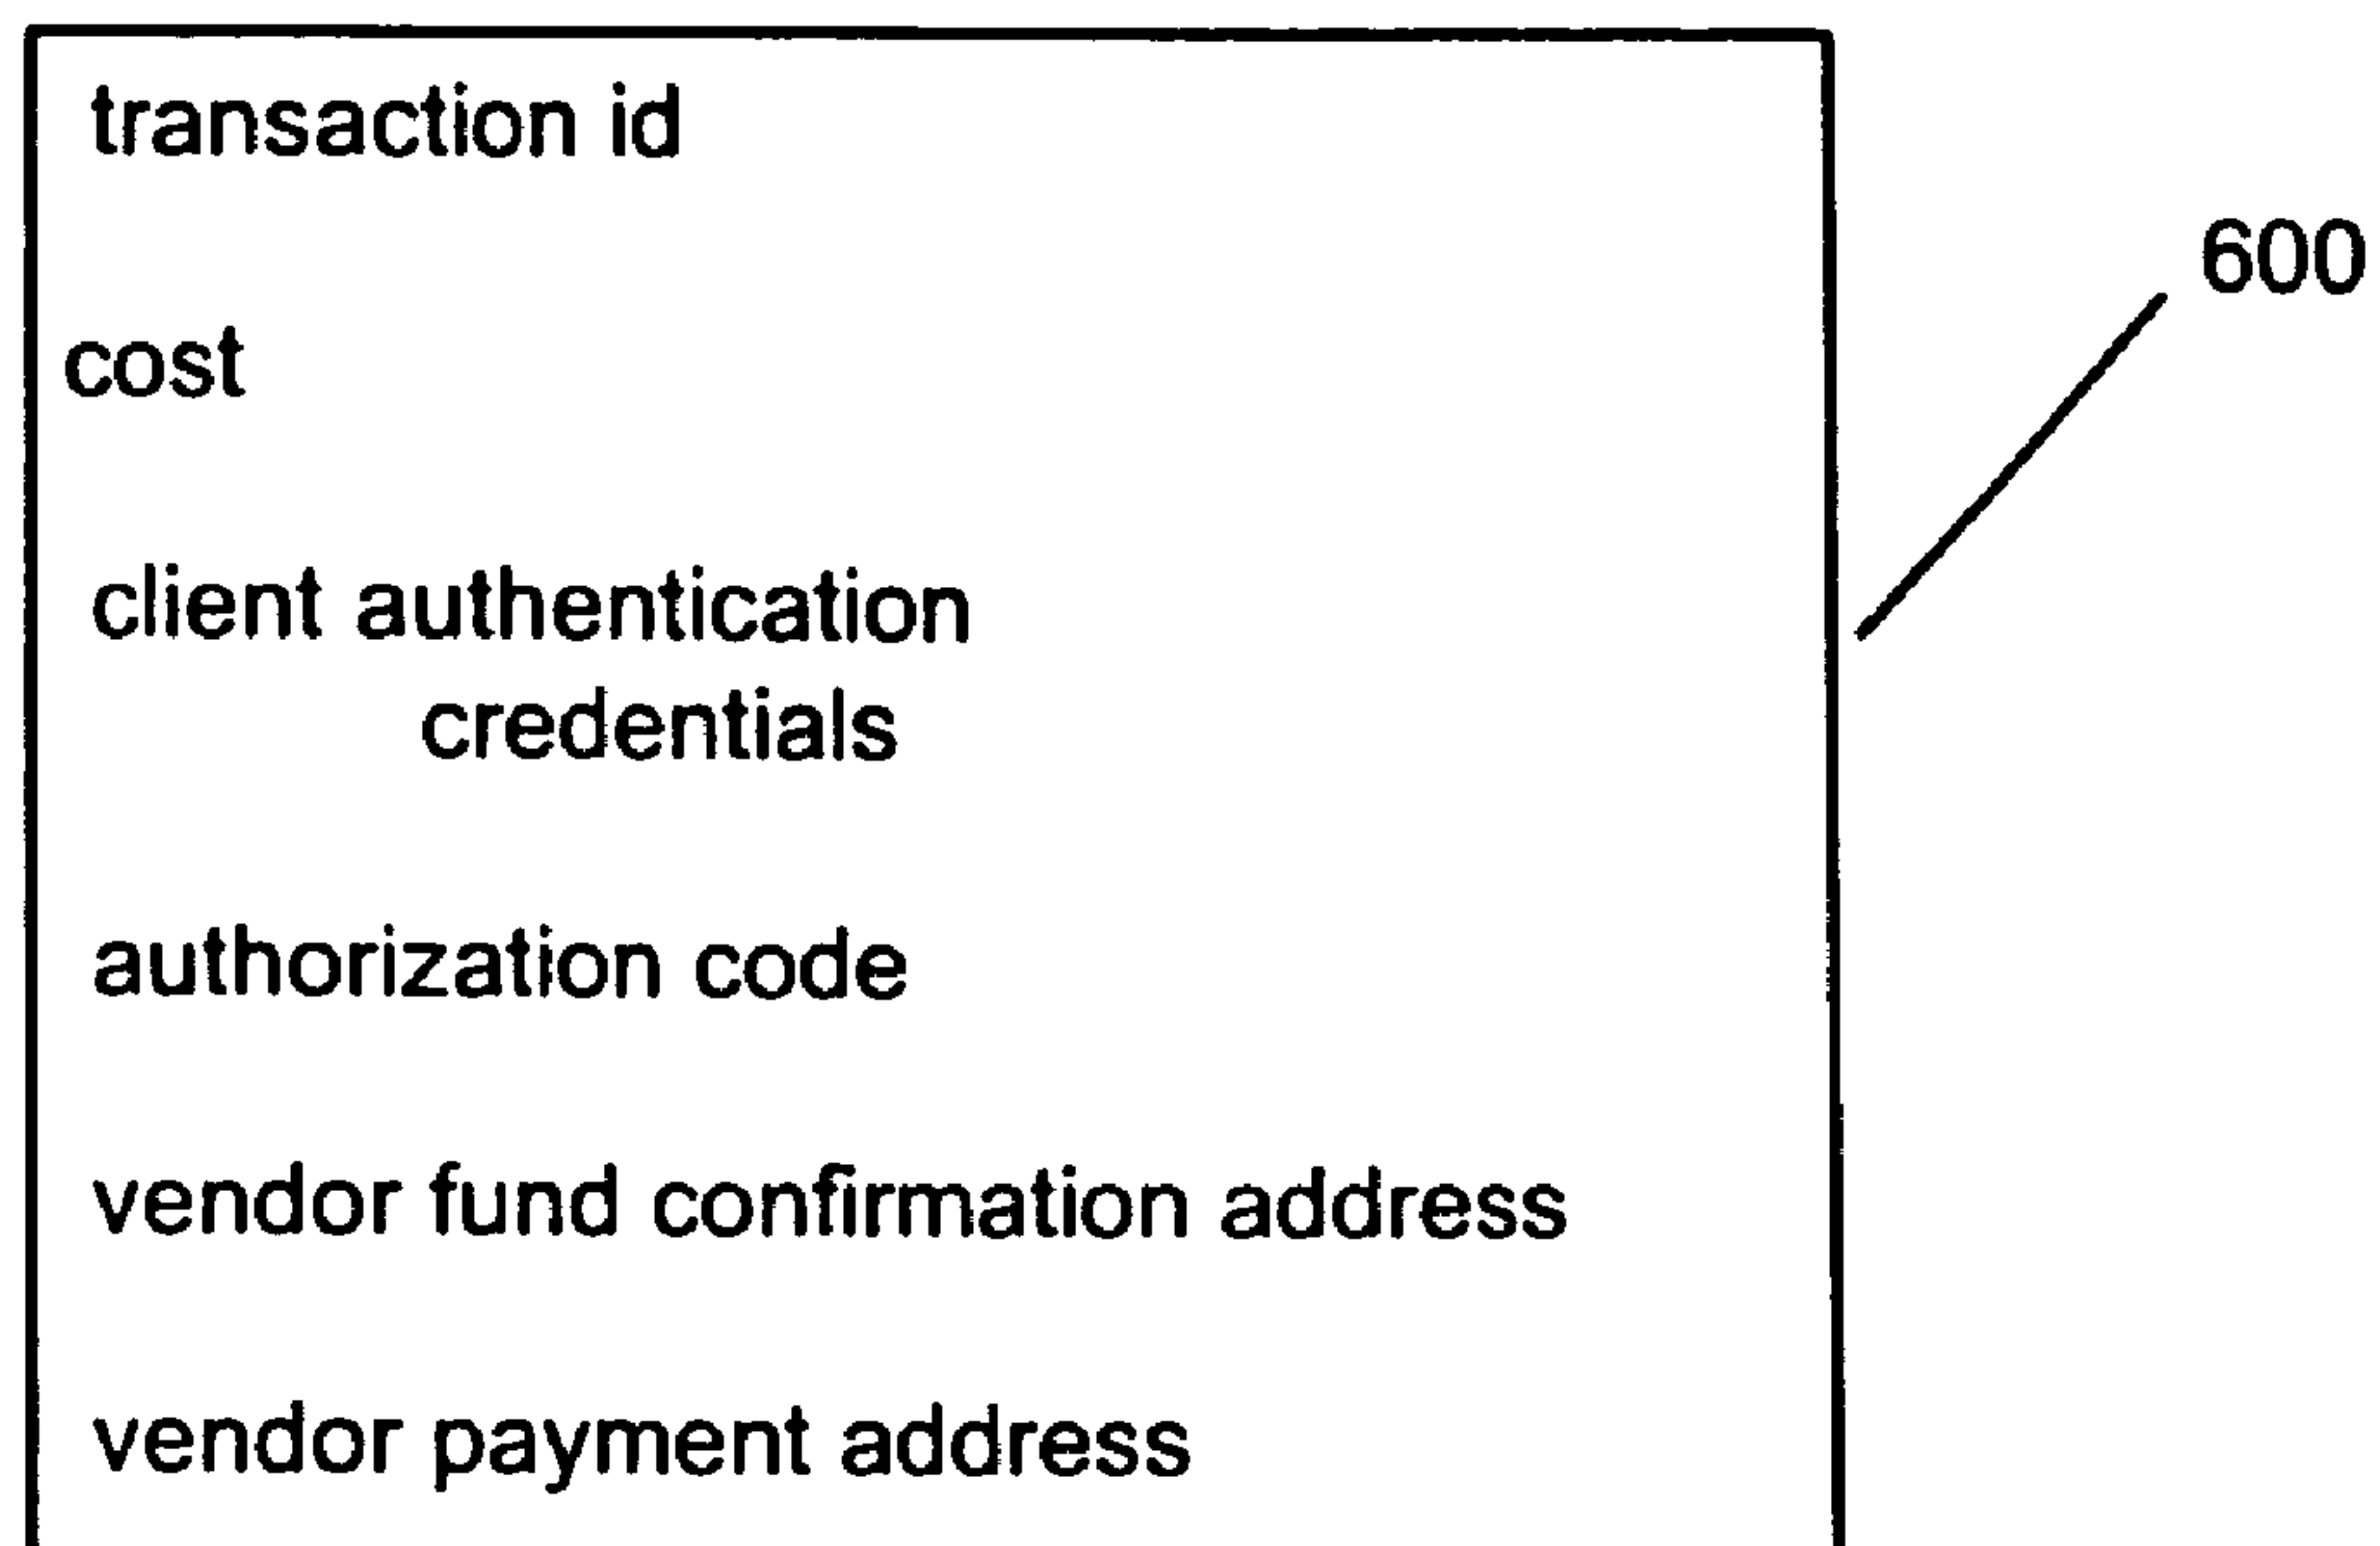 transaction id
600
cost
client authentication
credentials
authorization code
vendor fund confirmation address
vendor payment address